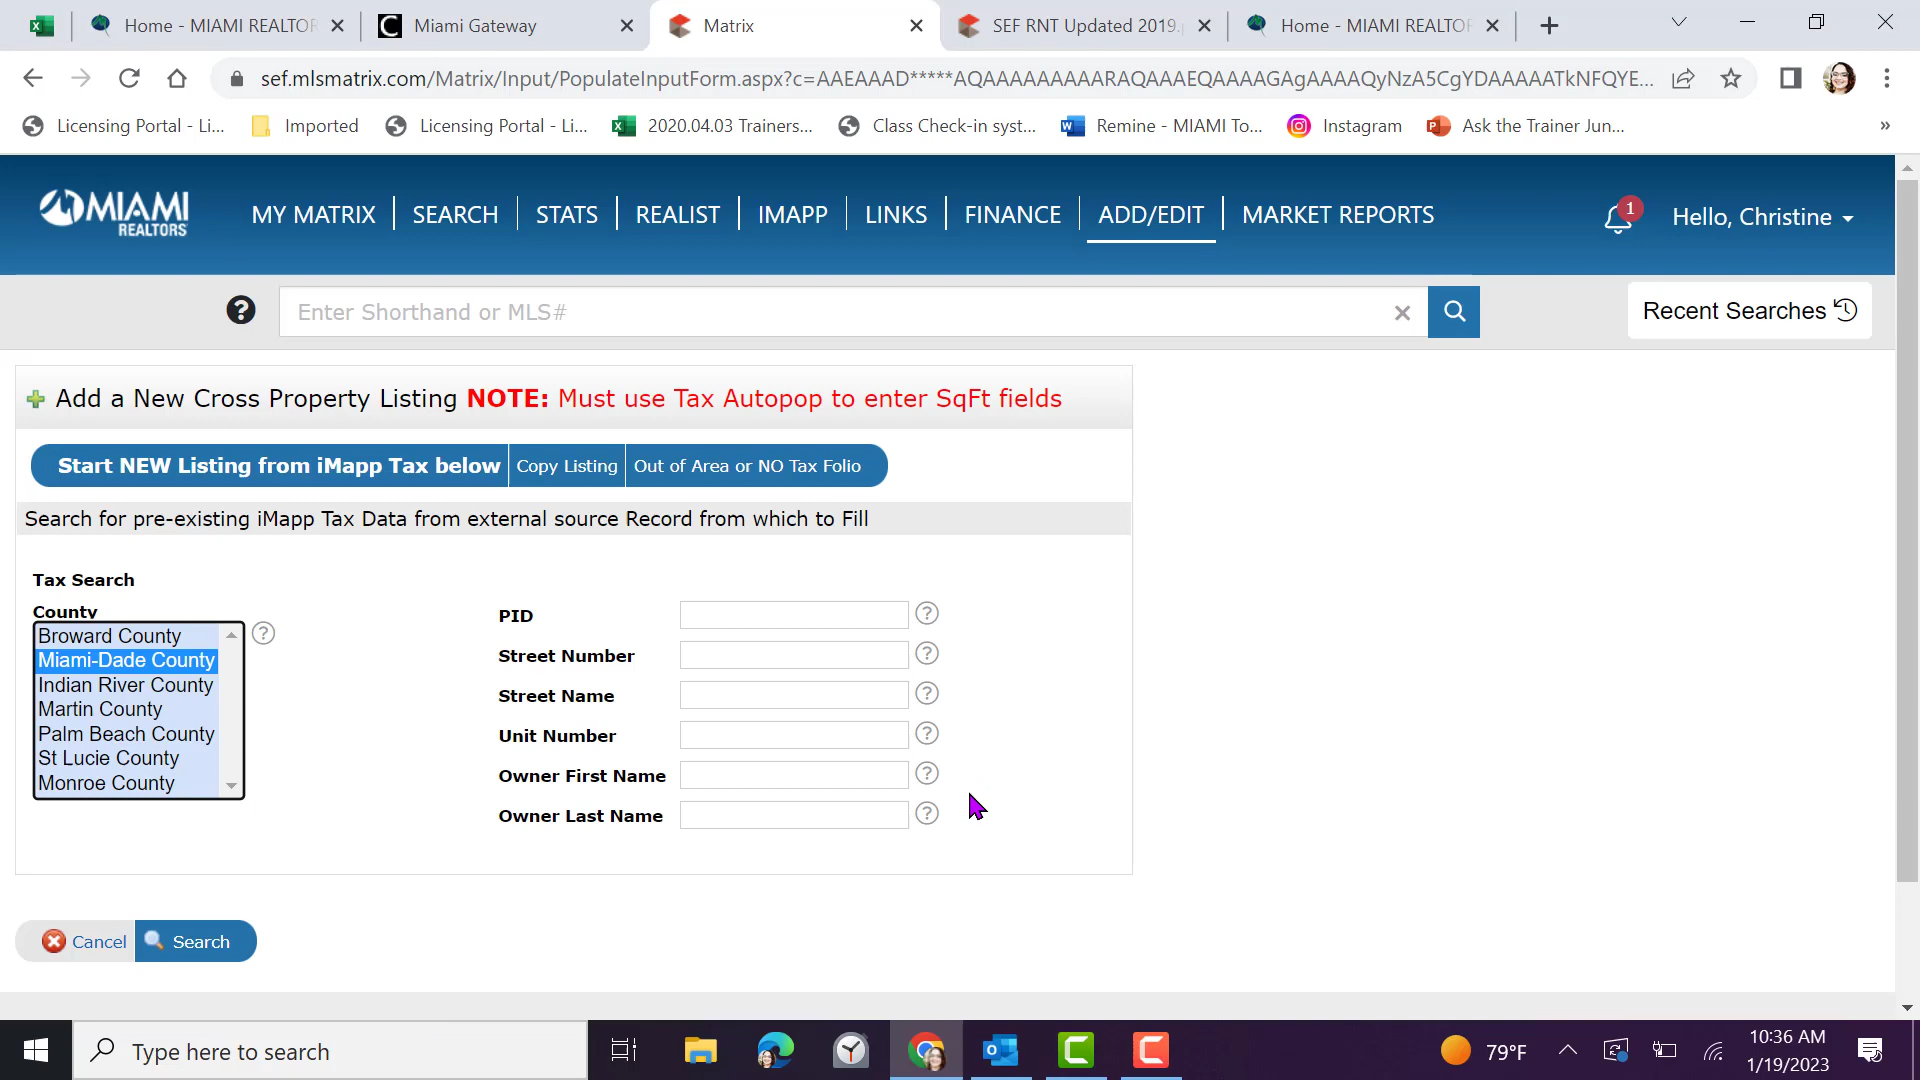 Home - MIAMI REALTOR
Miami Gateway
Matrix
SEF RNT Updated 2019.p
Home - MIAMI REALTOR
sef.mlsmatrix.com/Matrix/Input/PopulateInputForm.aspx?c=AAEAAAD*****AQAAAAAAAAARAQAAAEQAAAAGAgAAAAQyNzA5CgYDAAAAATkNFQYE...
Licensing Portal - Li...
Imported
Licensing Portal - Li...
2020.04.03 Trainers...
Class Check-in syst...
Remine - MIAMI To...
Instagram
Ask the Trainer Jun...
»
MIAMI
REALTORS
MY MATRIX
SEARCH
STATS
REALIST
IMAPP
LINKS
FINANCE
ADD/EDIT
MARKET REPORTS
1
Hello, Christine
Enter Shorthand or MLS#
Recent Searches
Add a New Cross Property Listing NOTE: Must use Tax Autopop to enter SqFt fields
Start NEW Listing from iMapp Tax below
Copy Listing
Out of Area or NO Tax Folio
Search for pre-existing iMapp Tax Data from external source Record from which to Fill
Tax Search
County
Broward County
Miami-Dade County
Indian River County
Martin County
Palm Beach County
St Lucie County
Monroe County
PID
Street Number
Street Name
Unit Number
Owner First Name
Owner Last Name
Cancel
Search
Type here to search
79°F
10:36 AM
1/19/2023